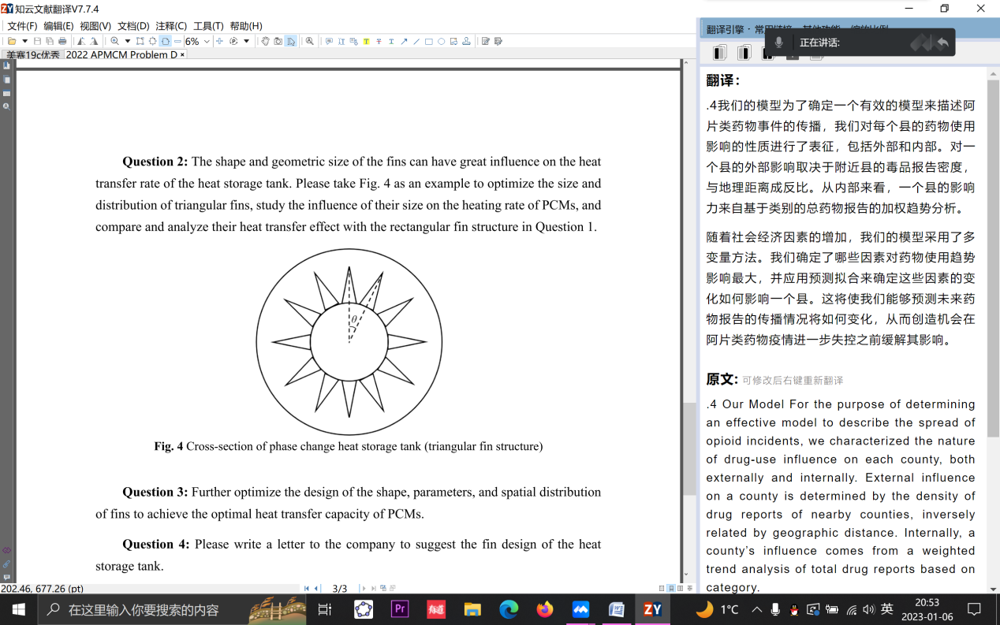 知云文献翻译V7.7.4
文件(F) 编辑(E) 视图(V) 文档(D) 注释(C) 工具(T) 帮助(H)
6%
美赛19c优秀 2022 APMCM Problem D ×
Question 2: The shape and geometric size of the fins can have great influence on the heat
transfer rate of the heat storage tank. Please take Fig. 4 as an example to optimize the size and
distribution of triangular fins, study the influence of their size on the heating rate of PCMs, and
compare and analyze their heat transfer effect with the rectangular fin structure in Question 1.
θ
Fig. 4 Cross-section of phase change heat storage tank (triangular fin structure)
Question 3: Further optimize the design of the shape, parameters, and spatial distribution
of fins to achieve the optimal heat transfer capacity of PCMs.
Question 4: Please write a letter to the company to suggest the fin design of the heat
storage tank.
202.46, 677.26 (pt)
3/3
翻译引擎
正在讲话:
翻译：
.4我们的模型为了确定一个有效的模型来描述阿
片类药物事件的传播，我们对每个县的药物使用
影响的性质进行了表征，包括外部和内部。对一
个县的外部影响取决于附近县的毒品报告密度，
与地理距离成反比。从内部来看，一个县的影响
力来自基于类别的总药物报告的加权趋势分析。
随着社会经济因素的增加，我们的模型采用了多
变量方法。我们确定了哪些因素对药物使用趋势
影响最大，并应用预测拟合来确定这些因素的变
化如何影响一个县。这将使我们能够预测未来药
物报告的传播情况将如何变化，从而创造机会在
阿片类药物疫情进一步失控之前缓解其影响。
原文: 可修改后右键重新翻译
.4 Our Model For the purpose of determining
an effective model to describe the spread of
opioid incidents, we characterized the nature
of drug-use influence on each county, both
externally and internally. External influence
on a county is determined by the density of
drug reports of nearby counties, inversely
related by geographic distance. Internally, a
county's influence comes from a weighted
trend analysis of total drug reports based on
category.
在这里输入你要搜索的内容
Pr
有道
ZY
1°C
英
20:53
2023-01-06